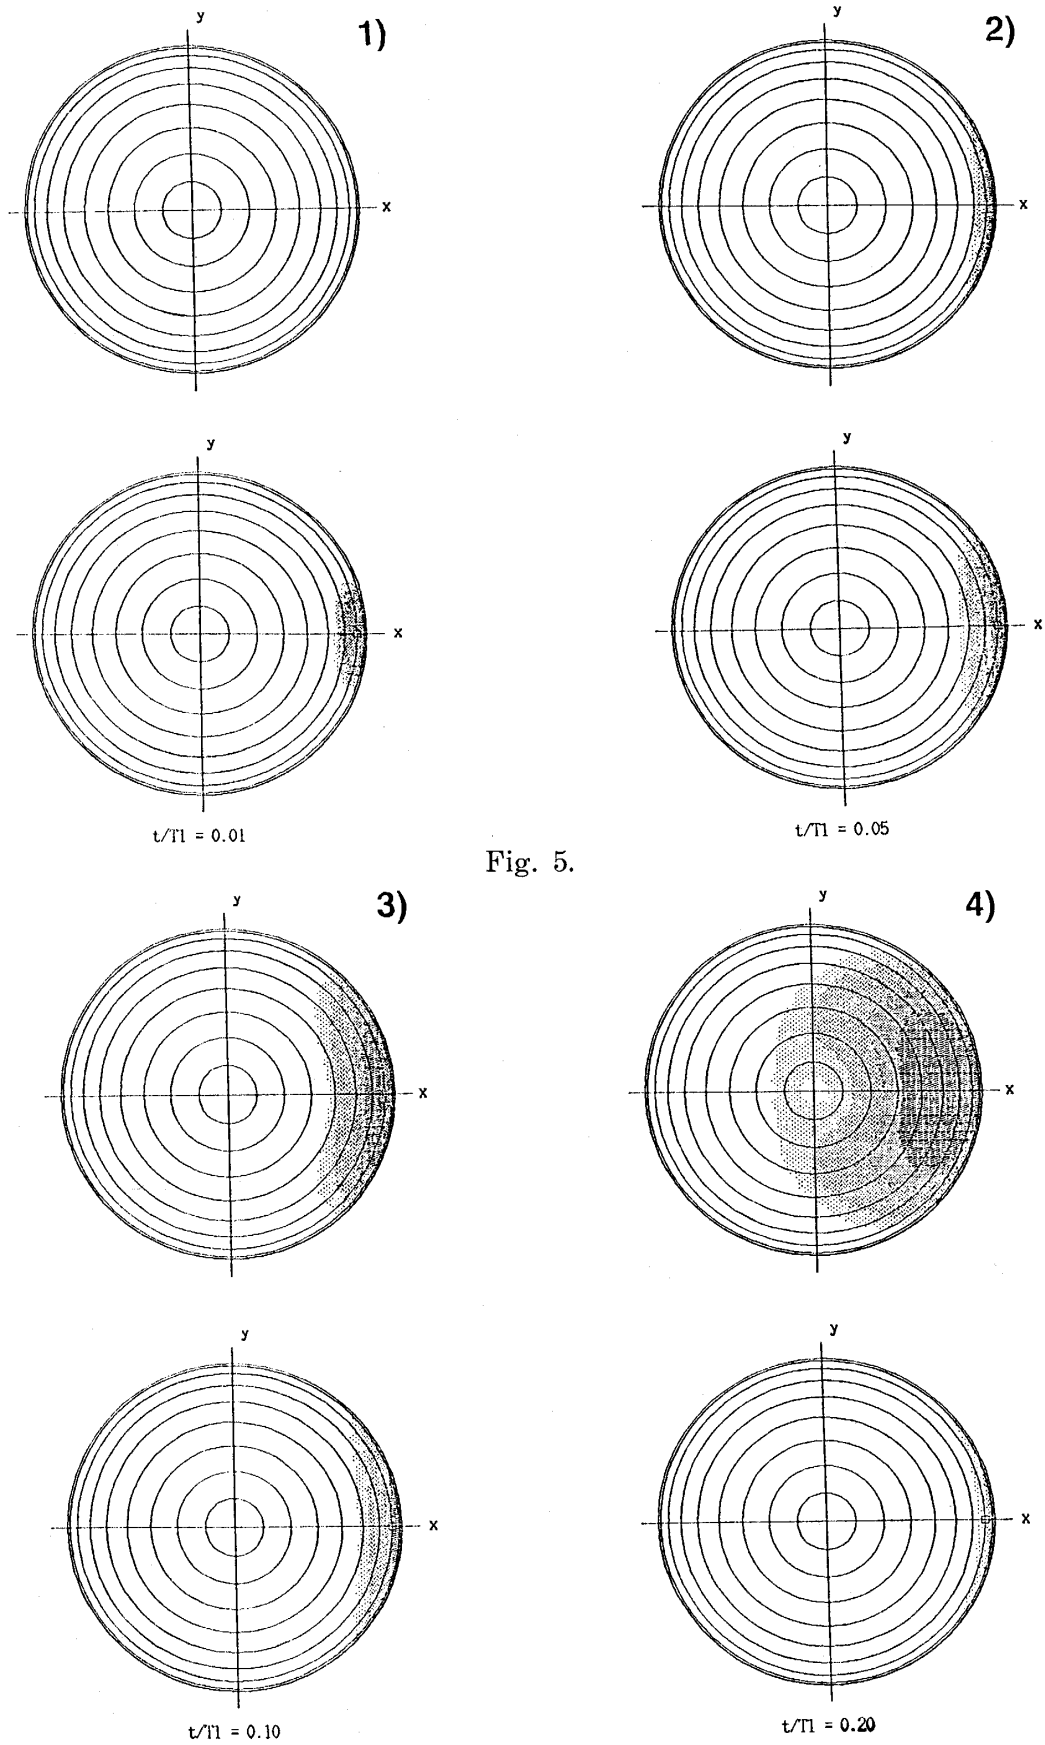 1)
y
x
2)
y
x
y
x
t/T1 = 0.01
y
x
t/T1 = 0.05
Fig. 5.
3)
y
x
4)
y
x
y
x
t/T1 = 0.10
y
x
t/T1 = 0.20